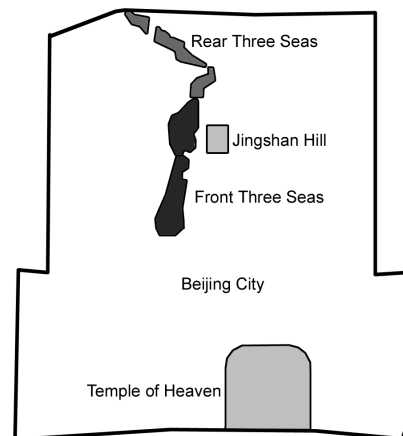 Rear Three Seas
Jingshan Hill
Front Three Seas
Beijing City
Temple of Heaven